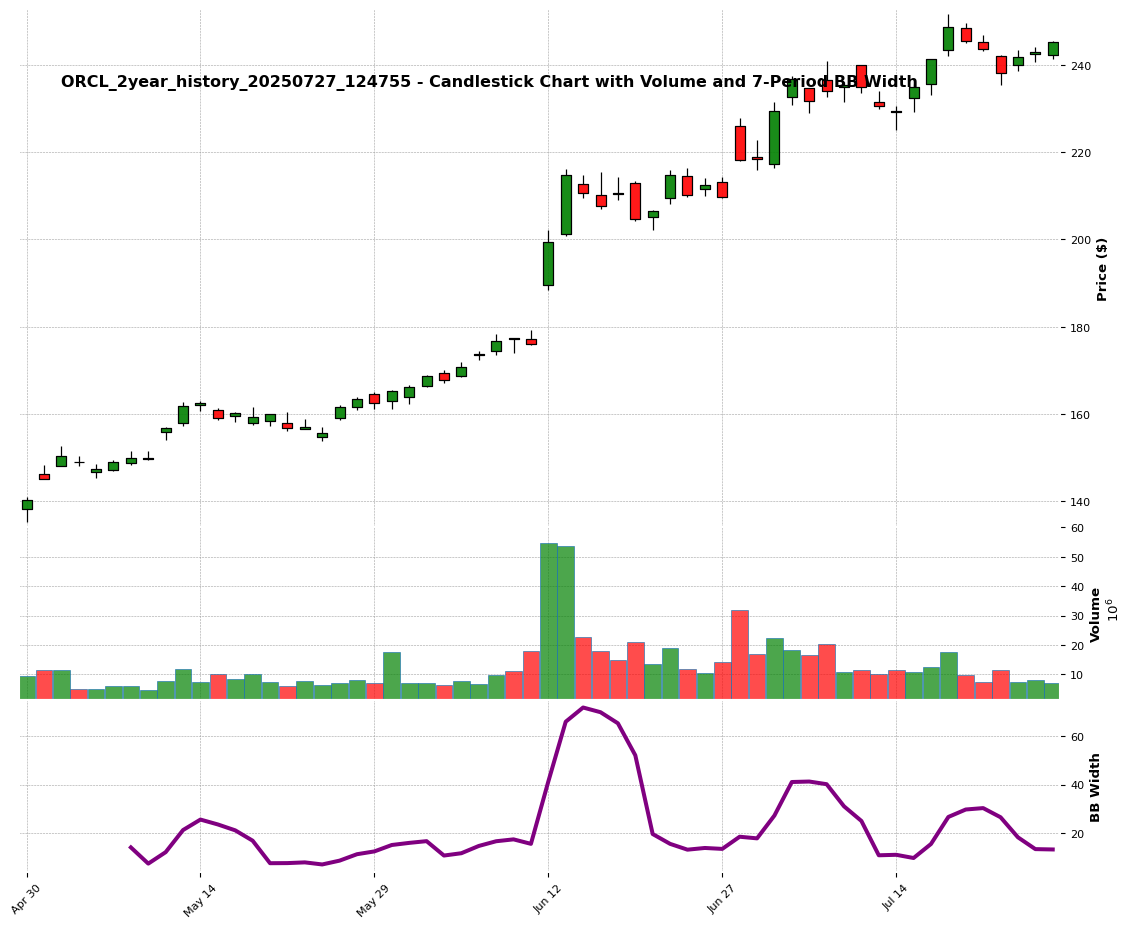 ORCL_2year_history_20250727_124755 - Candlestick Chart with Volume and 7-Period BB Width
240
220
200
180
160
140
Price ($)
60
50
40
30
20
10
Volume
10^6
60
40
20
BB Width
Apr 30
May 14
May 29
Jun 12
Jun 27
Jul 14